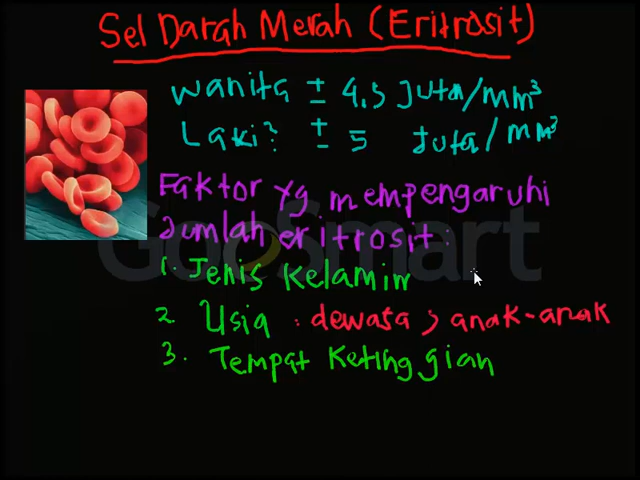 Sel Darah Merah (Eritrosit)
Wanita ± 4.5 Juta/mm³
Laki² ± 5 Juta/mm³
Faktor yg mempengaruhi
Jumlah eritrosit :
1. Jenis Kelamin
2. Usia : dewasa > anak-anak
3. Tempat Ketinggian
GooSmart